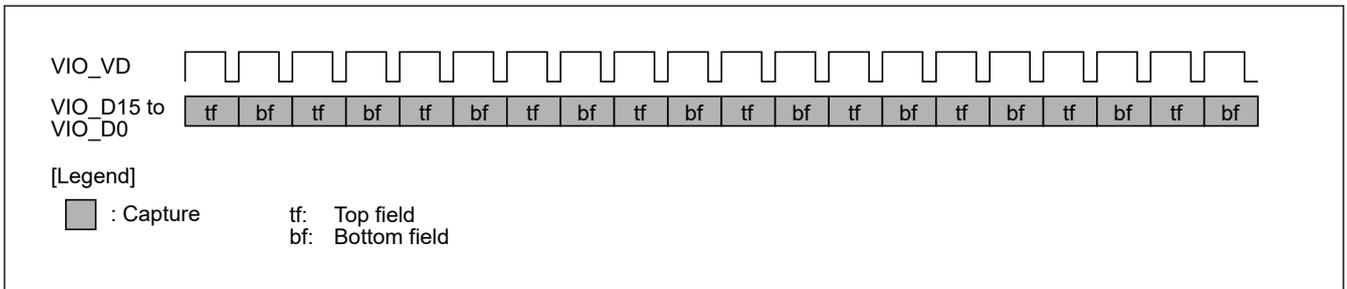 VIO_VD
VIO_D15 to
VIO_D0
tf bf tf bf tf bf tf bf tf bf tf bf tf bf tf bf tf bf tf bf
[Legend]
: Capture
tf: Top field
bf: Bottom field